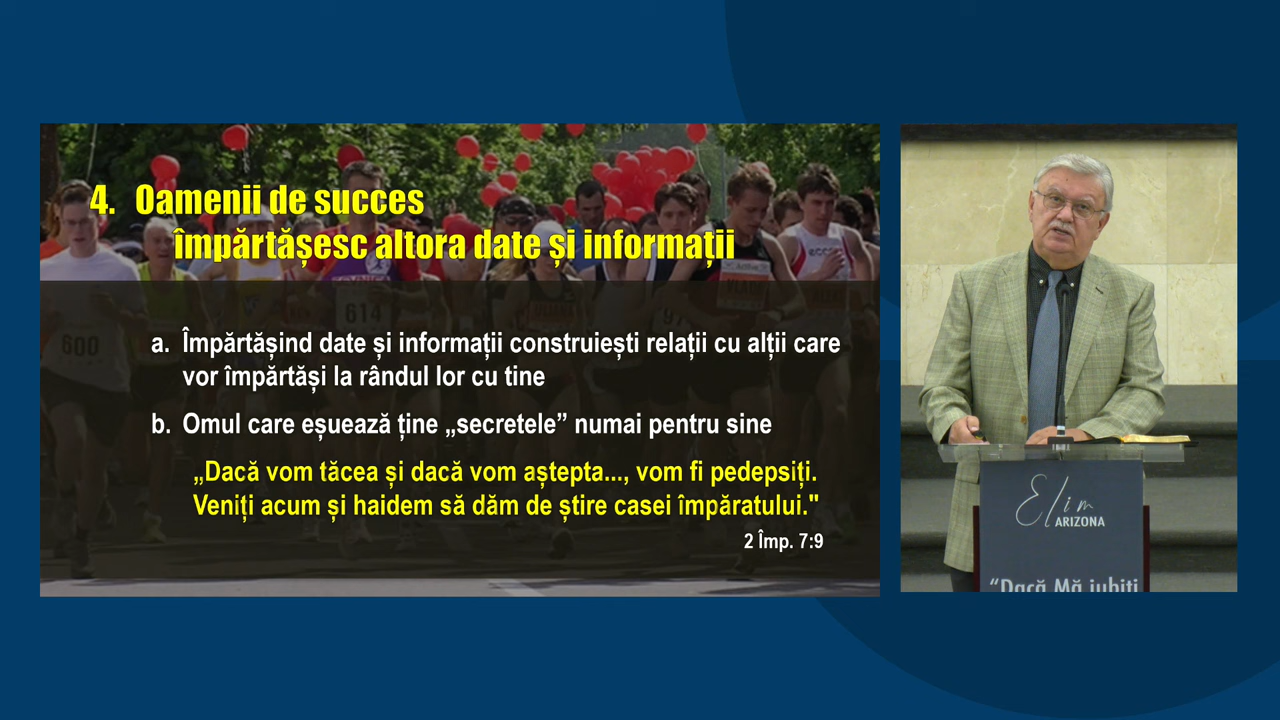 4. Oamenii de succes
împărtășesc altora date și informații
a. Împărtășind date și informații construiești relații cu alții care
vor împărtăși la rândul lor cu tine
b. Omul care eșuează ține „secretele” numai pentru sine
„Dacă vom tăcea și dacă vom aștepta..., vom fi pedepsiți.
Veniți acum și haidem să dăm de știre casei împăratului."
2 Împ. 7:9
600
614
Elim
ARIZONA
“Dacă Mă iubiți